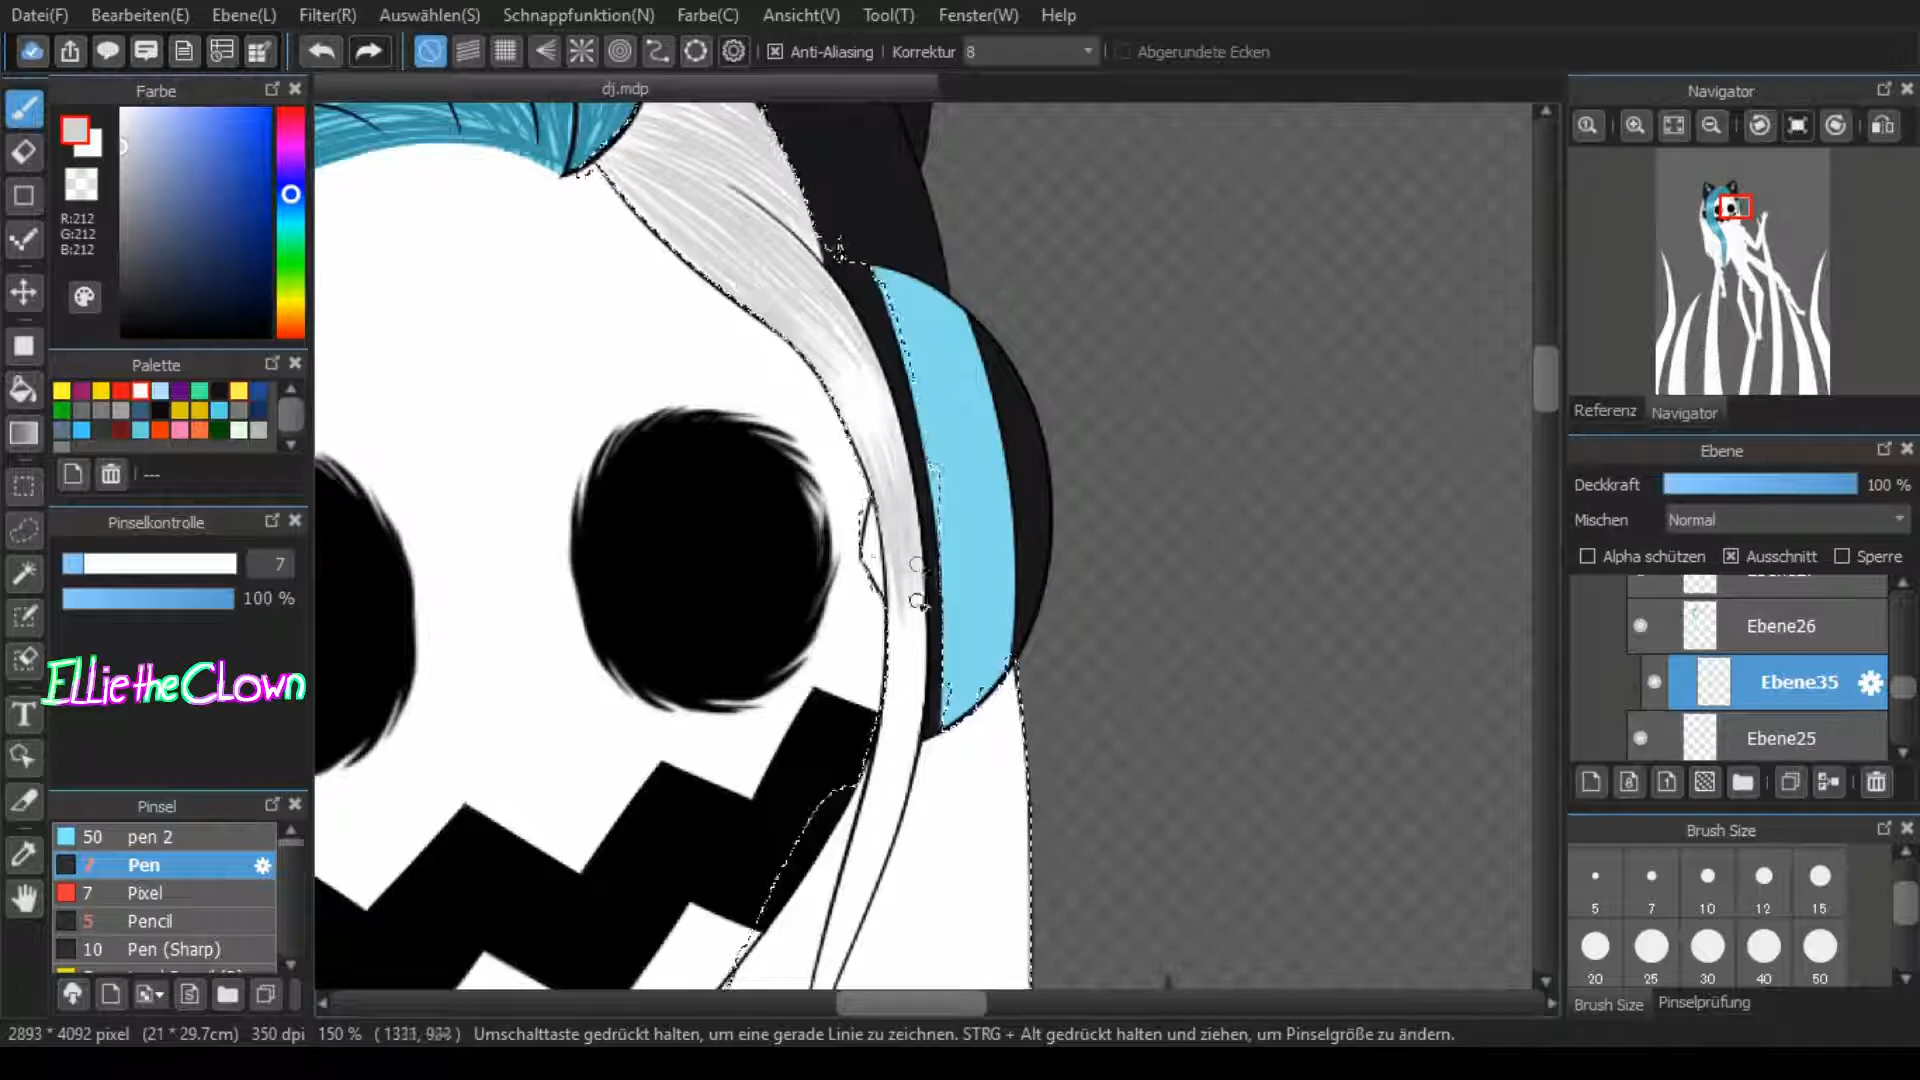 Datei(F) Bearbeiten(E) Ebene(L) Filter(R) Auswählen(S) Schnappfunktion(N) Farbe(C) Ansicht(V) Tool(T) Fenster(W) Help
Anti-Aliasing Korrektur 8 Abgerundete Ecken
Farbe
dj.mdp
Navigator
R:212
G:212
B:212
Palette
---
Referenz Navigator
Ebene
Deckkraft 100 %
Mischen Normal
Alpha schützen Ausschnitt Sperre
Pinselkontrolle
7
100 %
Ebene26
EllietheClown
Ebene35
Ebene25
Pinsel
50 pen 2
7 Pen
7 Pixel
5 Pencil
10 Pen (Sharp)
Brush Size
5 7 10 12 15
20 25 30 40 50
Brush Size Pinselprüfung
2893 * 4092 pixel (21 * 29.7cm) 350 dpi 150 % Umschalttaste gedrückt halten, um eine gerade Linie zu zeichnen. STRG + Alt gedrückt halten und ziehen, um Pinselgröße zu ändern.